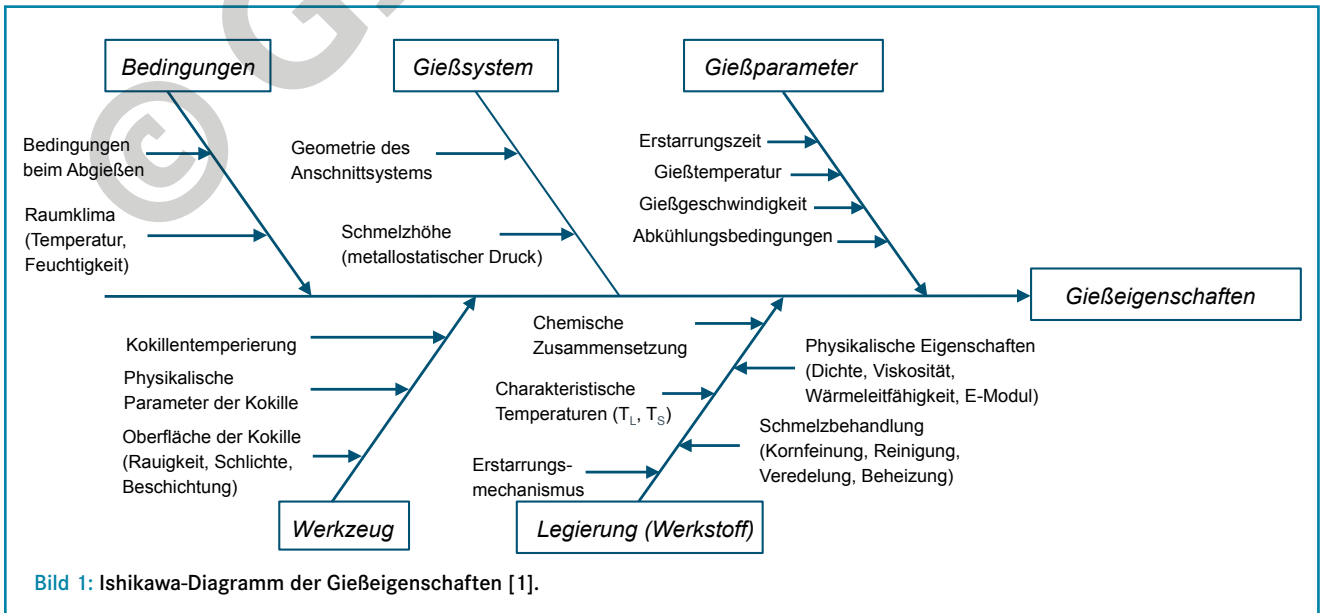 © G
Bedingungen
Gießsystem
Gießparameter
Bedingungen
beim Abgießen
Raumklima
(Temperatur,
Feuchtigkeit)
Geometrie des
Anschnittsystems
Schmelzhöhe
(metallostatischer Druck)
Erstarrungszeit
Gießtemperatur
Gießgeschwindigkeit
Abkühlungsbedingungen
Gießeigenschaften
Kokillentemperierung
Physikalische
Parameter der Kokille
Oberfläche der Kokille
(Rauigkeit, Schlichte,
Beschichtung)
Chemische
Zusammensetzung
Charakteristische
Temperaturen (T_L, T_S)
Erstarrungs-
mechanismus
Physikalische Eigenschaften
(Dichte, Viskosität,
Wärmeleitfähigkeit, E-Modul)
Schmelzbehandlung
(Kornfeinung, Reinigung,
Veredelung, Beheizung)
Werkzeug
Legierung (Werkstoff)
Bild 1: Ishikawa-Diagramm der Gießeigenschaften [1].